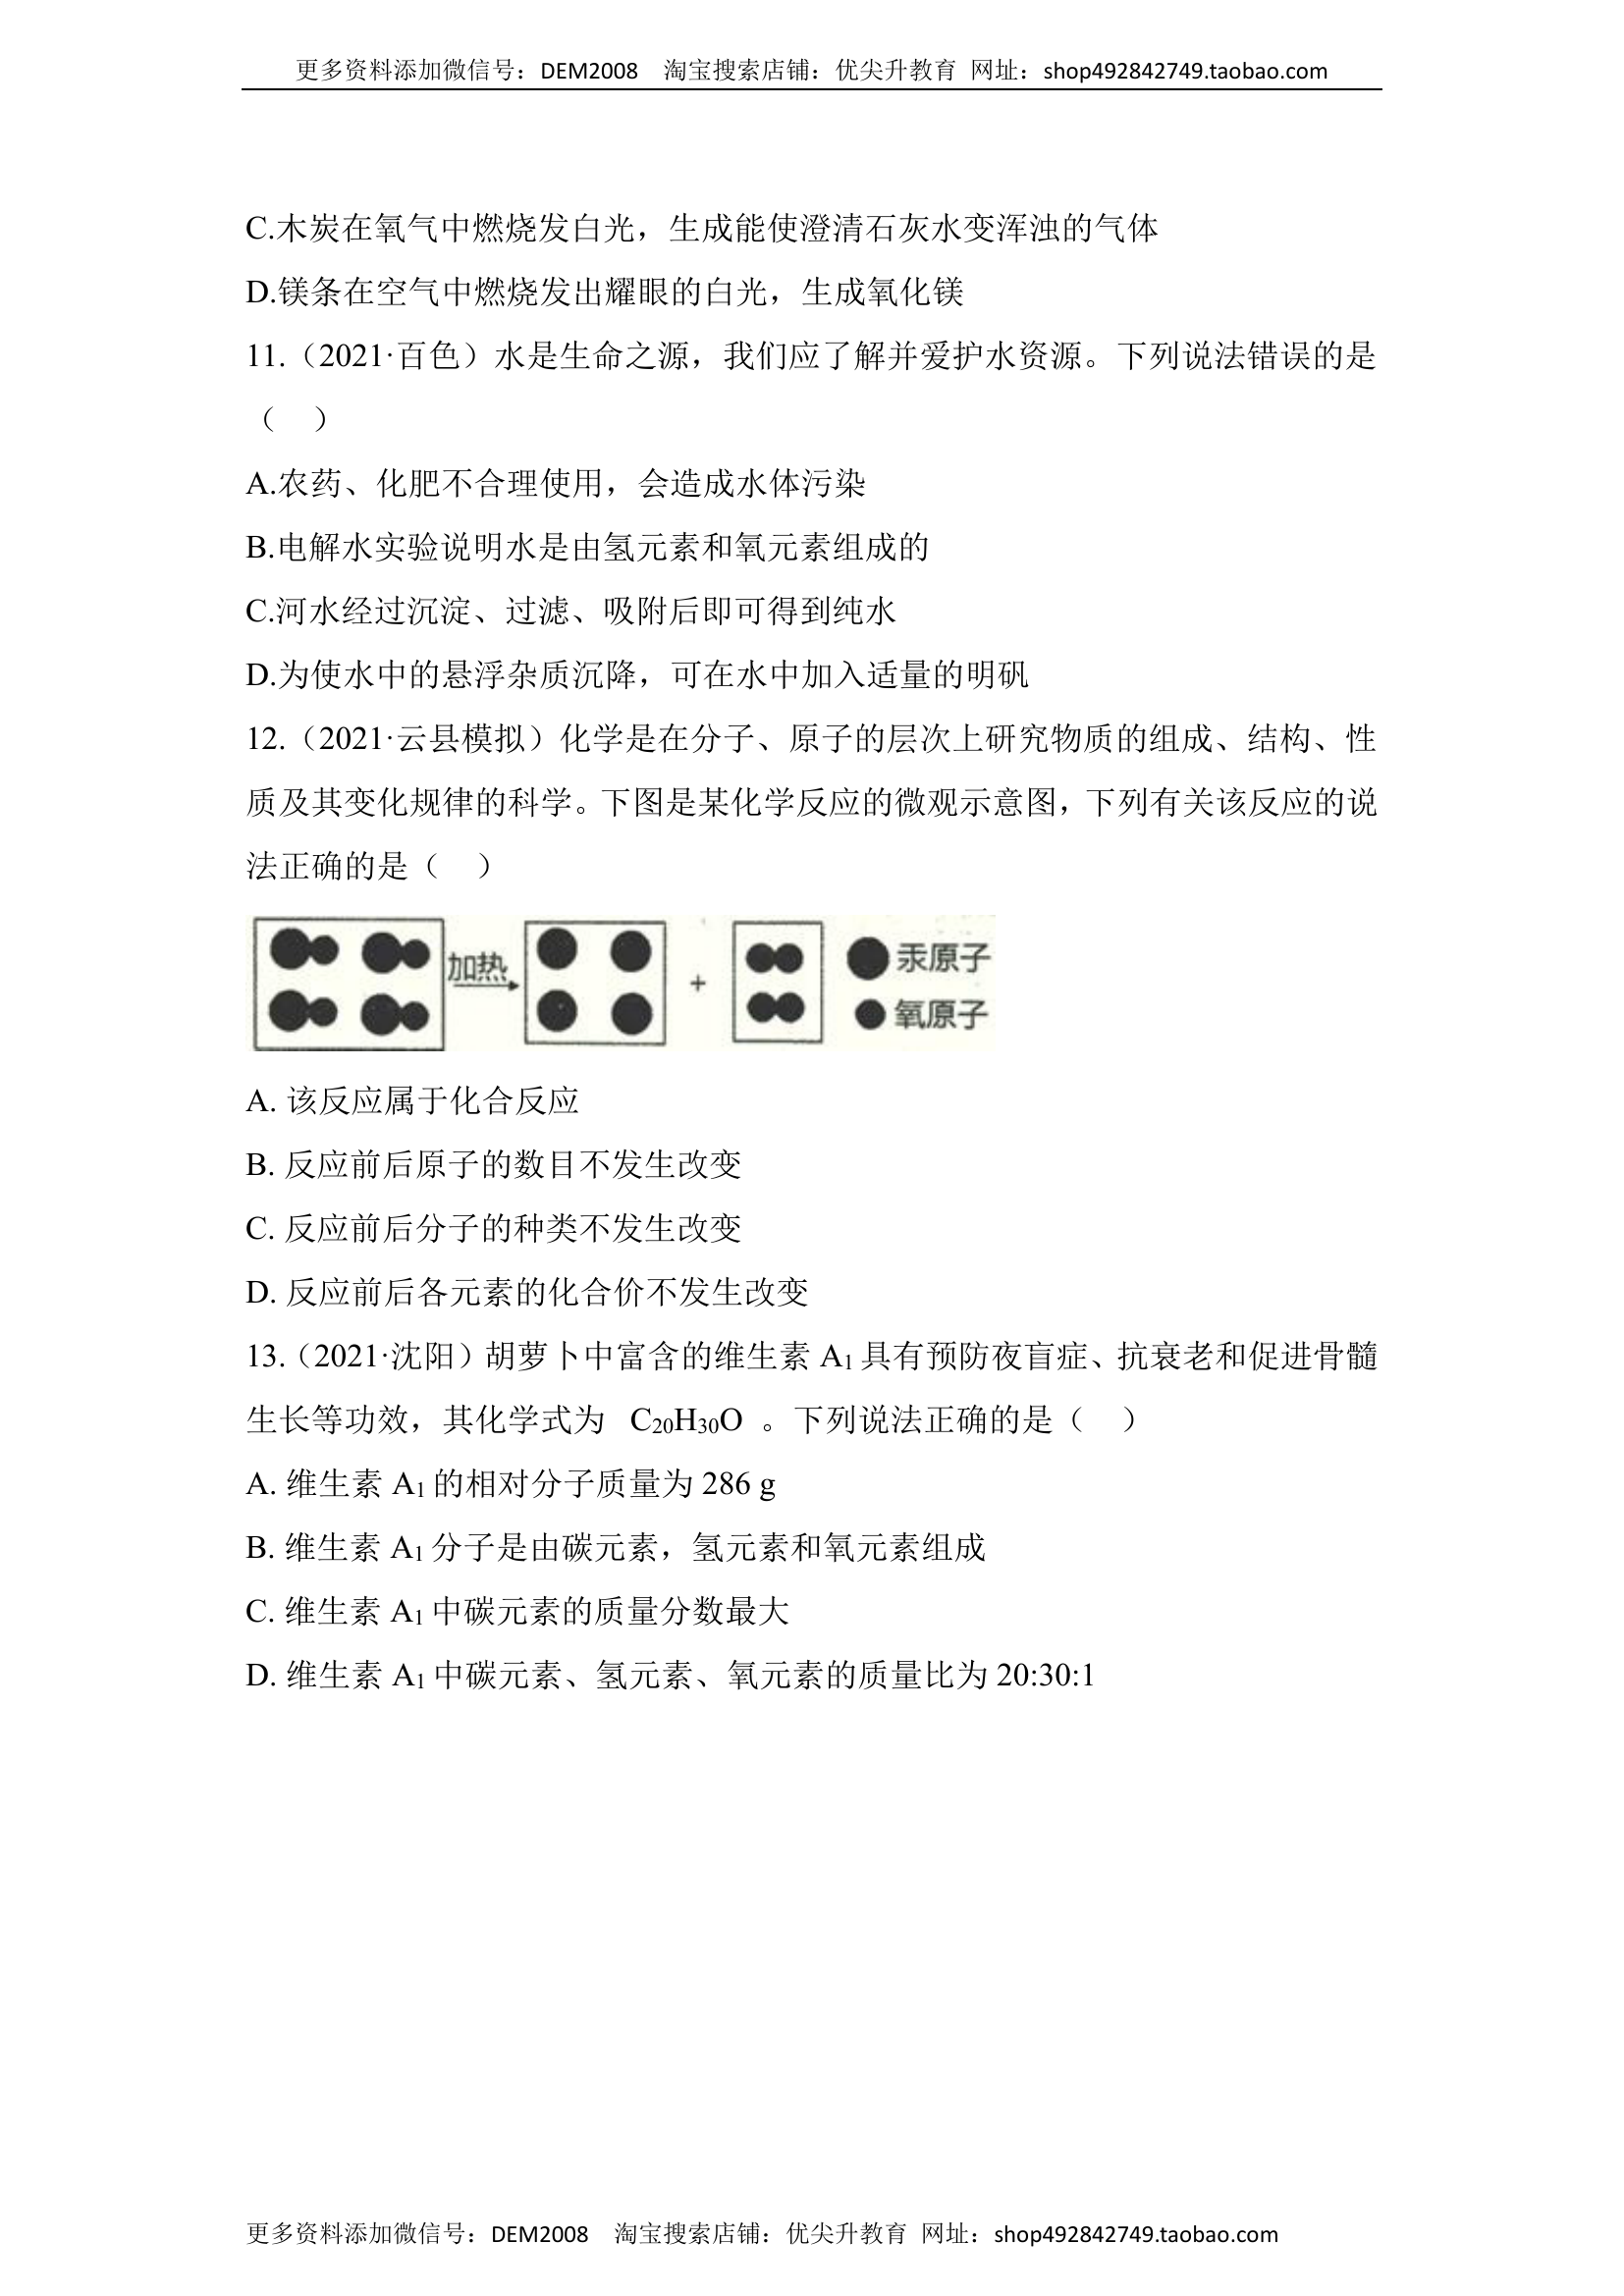 更多资料添加微信号：DEM2008 淘宝搜索店铺：优尖升教育 网址：shop492842749.taobao.com
C.木炭在氧气中燃烧发白光，生成能使澄清石灰水变浑浊的气体
D.镁条在空气中燃烧发出耀眼的白光，生成氧化镁
11.（2021·百色）水是生命之源，我们应了解并爱护水资源。下列说法错误的是
（ ）
A.农药、化肥不合理使用，会造成水体污染
B.电解水实验说明水是由氢元素和氧元素组成的
C.河水经过沉淀、过滤、吸附后即可得到纯水
D.为使水中的悬浮杂质沉降，可在水中加入适量的明矾
12.（2021·云县模拟）化学是在分子、原子的层次上研究物质的组成、结构、性
质及其变化规律的科学。下图是某化学反应的微观示意图，下列有关该反应的说
法正确的是（ ）
加热 + 汞原子
氧原子
A. 该反应属于化合反应
B. 反应前后原子的数目不发生改变
C. 反应前后分子的种类不发生改变
D. 反应前后各元素的化合价不发生改变
13.（2021·沈阳）胡萝卜中富含的维生素 A₁具有预防夜盲症、抗衰老和促进骨髓
生长等功效，其化学式为 C₂₀H₃₀O 。下列说法正确的是（ ）
A. 维生素 A₁的相对分子质量为 286 g
B. 维生素 A₁分子是由碳元素，氢元素和氧元素组成
C. 维生素 A₁中碳元素的质量分数最大
D. 维生素 A₁中碳元素、氢元素、氧元素的质量比为 20:30:1
更多资料添加微信号：DEM2008 淘宝搜索店铺：优尖升教育 网址：shop492842749.taobao.com